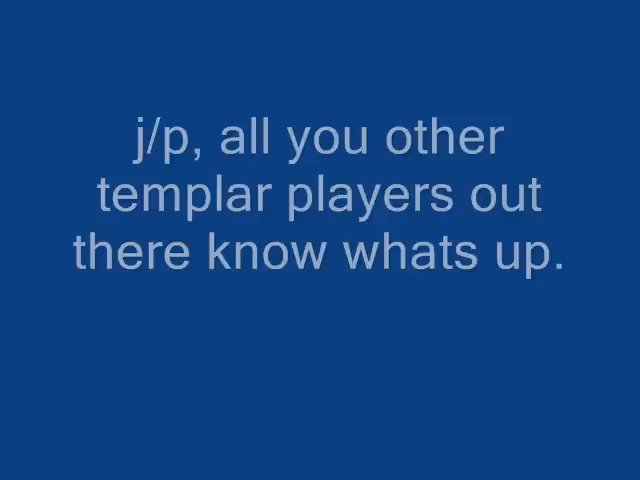 j/p, all you other
templar players out
there know whats up.